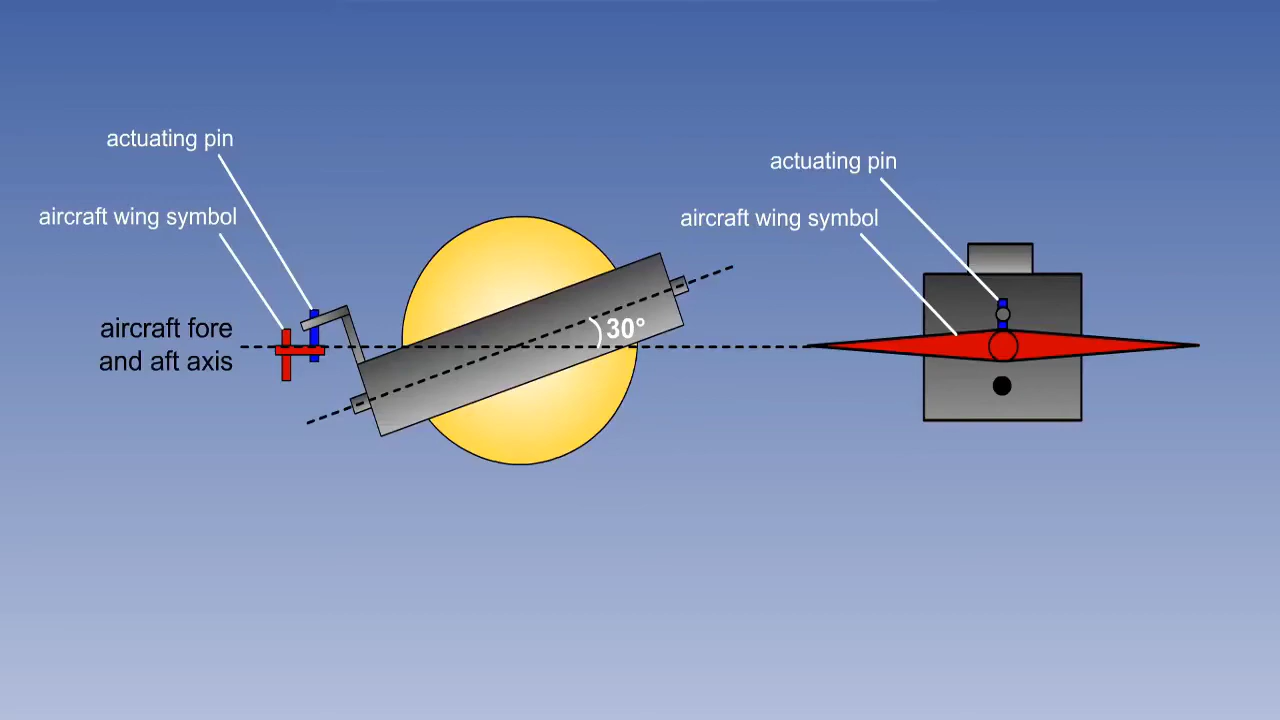 actuating pin
aircraft wing symbol
aircraft fore
and aft axis
30°
actuating pin
aircraft wing symbol